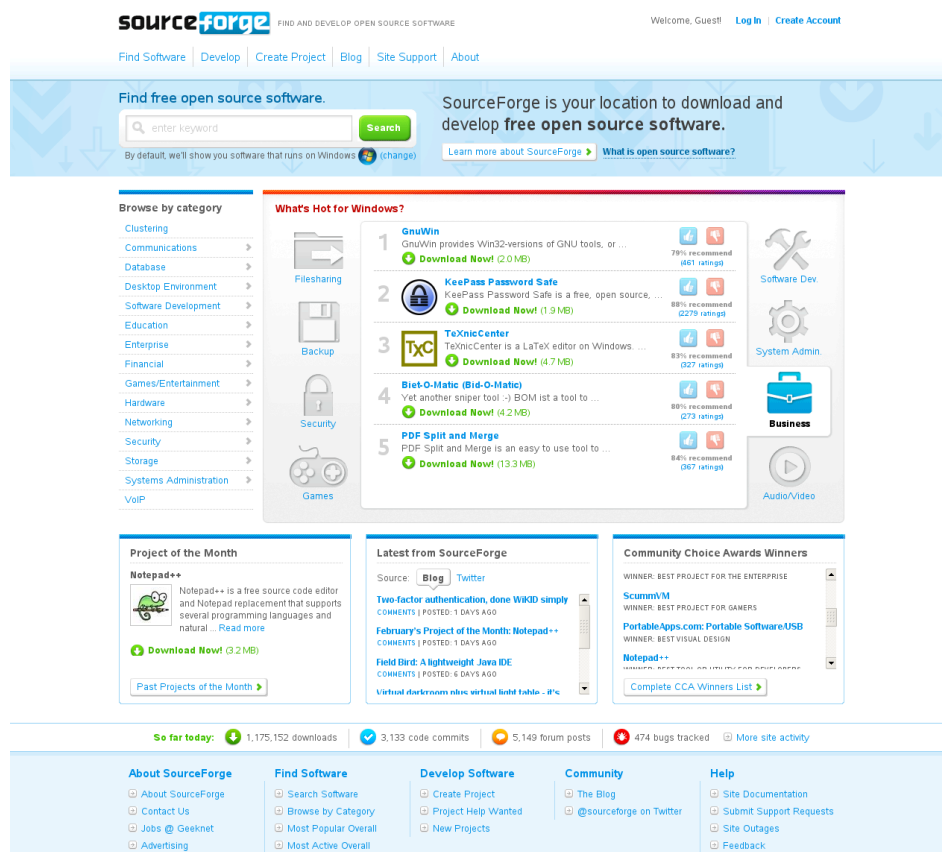 sourceforge FIND AND DEVELOP OPEN SOURCE SOFTWARE
Welcome, Guest! Log In | Create Account
Find Software Develop Create Project Blog Site Support About
Find free open source software.
enter keyword Search
By default, we'll show you software that runs on Windows (change)
SourceForge is your location to download and
develop free open source software.
Learn more about SourceForge What is open source software?
Browse by category
Clustering
Communications
Database
Desktop Environment
Software Development
Education
Enterprise
Financial
Games/Entertainment
Hardware
Networking
Security
Storage
Systems Administration
VoIP
What's Hot for Windows?
Filesharing
Backup
Security
Games
1 GnuWin
GnuWin provides Win32-versions of GNU tools, or ...
Download Now! (2.0 MB)
79% recommend
(461 ratings)
2 KeePass Password Safe
KeePass Password Safe is a free, open source, ...
Download Now! (1.9 MB)
88% recommend
(2279 ratings)
3 TXC TeXnicCenter
TeXnicCenter is a LaTeX editor on Windows. ...
Download Now! (4.7 MB)
83% recommend
(327 ratings)
4 Biet-O-Matic (Bid-O-Matic)
Yet another sniper tool :-) BOM ist a tool to ...
Download Now! (4.2 MB)
80% recommend
(273 ratings)
5 PDF Split and Merge
PDF Split and Merge is an easy to use tool to ...
Download Now! (13.3 MB)
84% recommend
(367 ratings)
Software Dev.
System Admin.
Business
Audio/Video
Project of the Month
Notepad++
Notepad++ is a free source code editor
and Notepad replacement that supports
several programming languages and
natural ... Read more
Download Now! (3.2 MB)
Past Projects of the Month
Latest from SourceForge
Source: Blog Twitter
Two-factor authentication, done WiKID simply
COMMENTS | POSTED: 1 DAYS AGO
February's Project of the Month: Notepad++
COMMENTS | POSTED: 1 DAYS AGO
Field Bird: A lightweight Java IDE
COMMENTS | POSTED: 6 DAYS AGO
Virtual darkroom plus virtual light table - it's
Community Choice Awards Winners
WINNER: BEST PROJECT FOR THE ENTERPRISE
ScummVM
WINNER: BEST PROJECT FOR GAMERS
PortableApps.com: Portable Software/USB
WINNER: BEST VISUAL DESIGN
Notepad++
WINNER: BEST TOOL OR UTILITY FOR DEVELOPERS
Complete CCA Winners List
So far today: 1,175,152 downloads 3,133 code commits 5,149 forum posts 474 bugs tracked More site activity
About SourceForge
About SourceForge
Contact Us
Jobs @ Geeknet
Advertising
Find Software
Search Software
Browse by Category
Most Popular Overall
Most Active Overall
Develop Software
Create Project
Project Help Wanted
New Projects
Community
The Blog
@sourceforge on Twitter
Help
Site Documentation
Submit Support Requests
Site Outages
Feedback